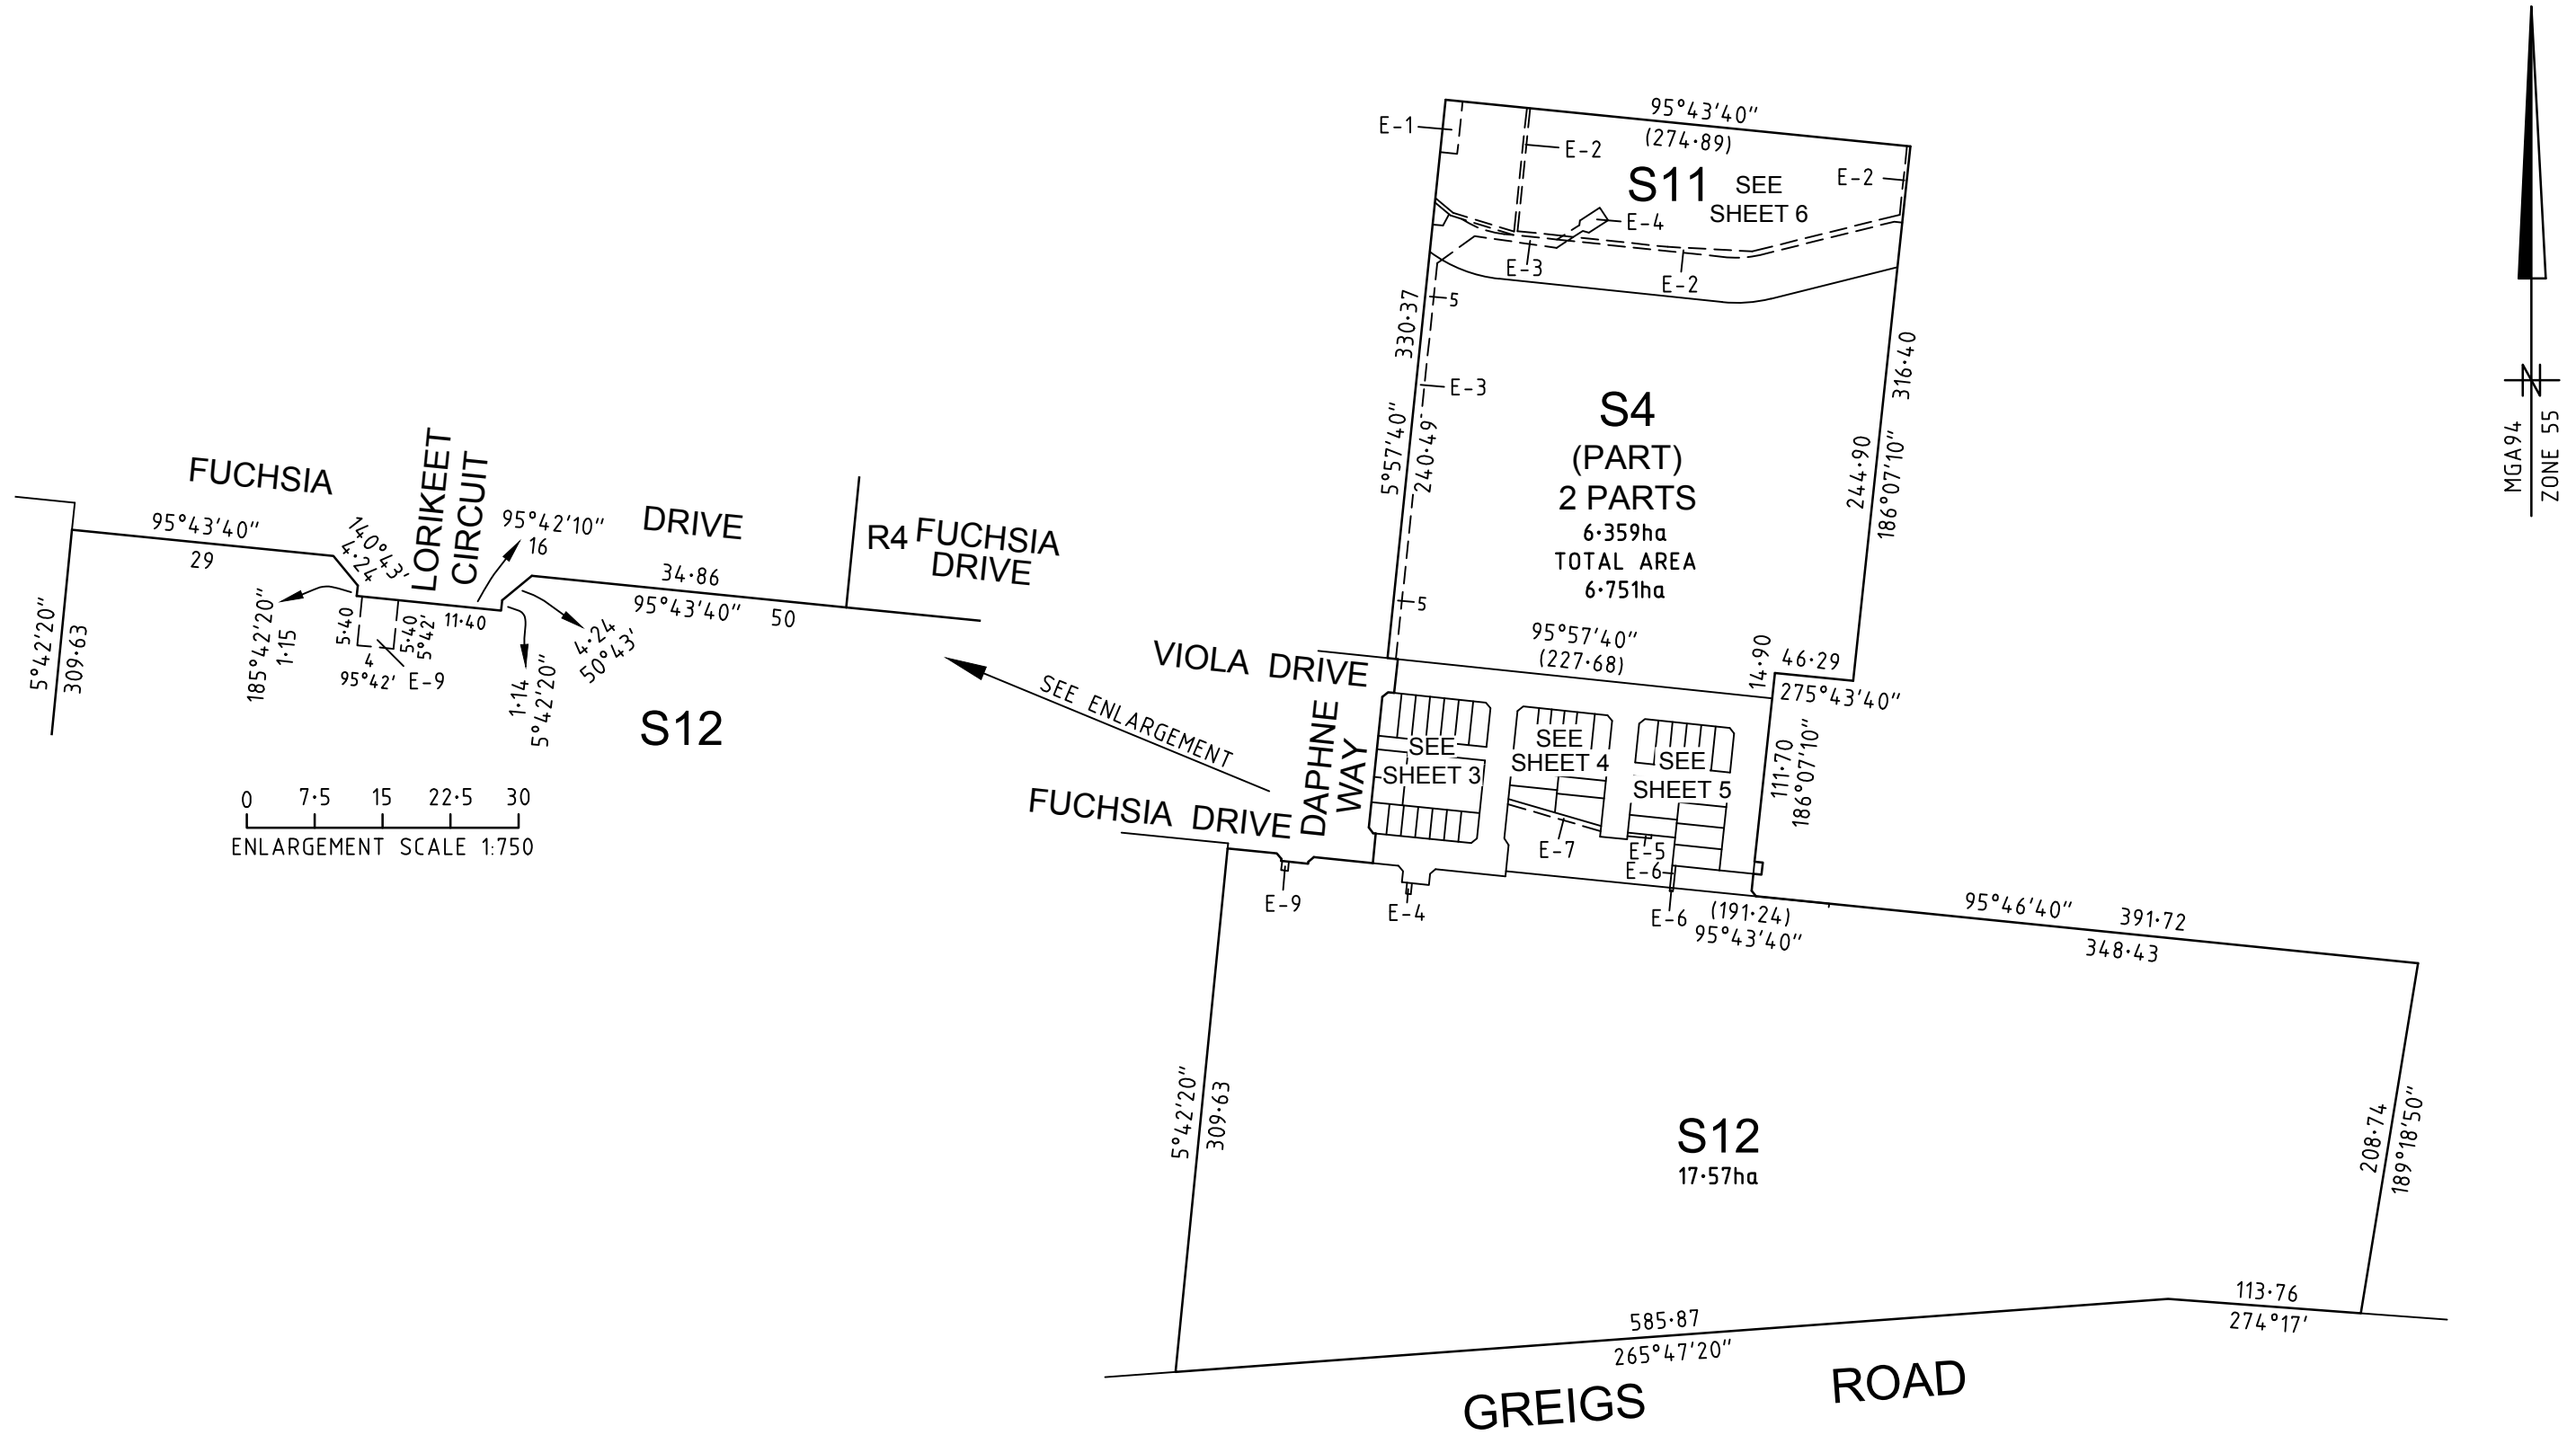 95°43'40"
(274·89)
E-1
E-2
S11
SEE
SHEET 6
E-2
E-4
E-3
E-2
5
330·37
5°57'40"
240·49
E-3
S4
(PART)
2 PARTS
6·359ha
TOTAL AREA
6·751ha
316·40
244·90
186°07'10"
5
MGA94
ZONE 55
N
FUCHSIA
LORIKEET
CIRCUIT
95°42'10"
16
DRIVE
R4 FUCHSIA
DRIVE
95°43'40"
29
140°43'
4·24
34·86
95°43'40"
50
5°42'20"
309·63
185°42'20"
1·15
5·40
5·40
5°42'
11·40
4
95°42'
E-9
1·14
5°42'20"
4·24
50°43'
S12
0 7·5 15 22·5 30
ENLARGEMENT SCALE 1:750
VIOLA DRIVE
95°57'40"
(227·68)
14·90
46·29
275°43'40"
SEE ENLARGEMENT
DAPHNE
WAY
SEE
SHEET 3
SEE
SHEET 4
SEE
SHEET 5
111·70
186°07'10"
FUCHSIA DRIVE
E-7
E-5
E-6
E-9
E-4
E-6
(191·24)
95°43'40"
95°46'40"
391·72
348·43
5°42'20"
309·63
S12
17·57ha
208·74
189°18'50"
585·87
265°47'20"
113·76
274°17'
GREIGS ROAD